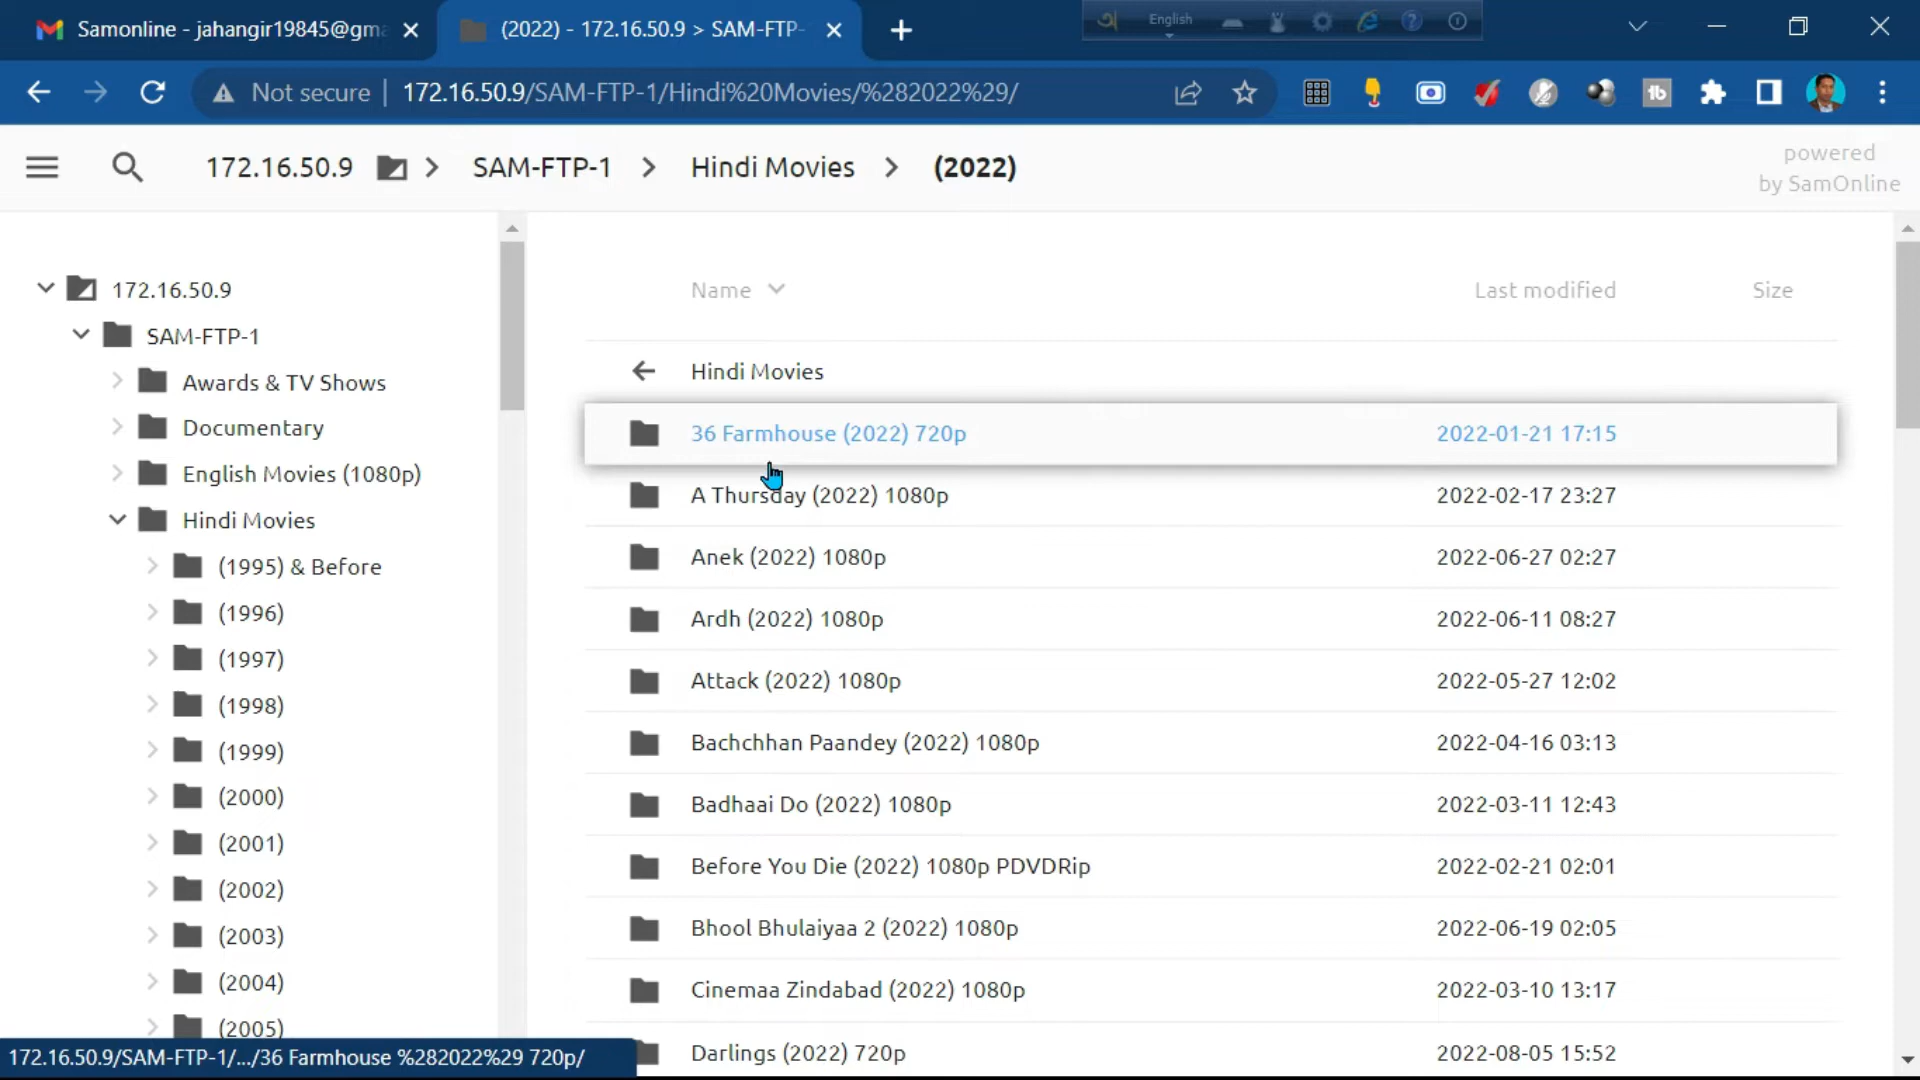 Samonline - jahangir19845@gma
(2022) - 172.16.50.9 > SAM-FTP-
English
Not secure
172.16.50.9/SAM-FTP-1/Hindi%20Movies/%282022%29/
172.16.50.9
SAM-FTP-1
Hindi Movies
(2022)
powered
by SamOnline
172.16.50.9
SAM-FTP-1
Awards & TV Shows
Documentary
English Movies (1080p)
Hindi Movies
(1995) & Before
(1996)
(1997)
(1998)
(1999)
(2000)
(2001)
(2002)
(2003)
(2004)
(2005)
Name Last modified Size
Hindi Movies
36 Farmhouse (2022) 720p 2022-01-21 17:15
A Thursday (2022) 1080p 2022-02-17 23:27
Anek (2022) 1080p 2022-06-27 02:27
Ardh (2022) 1080p 2022-06-11 08:27
Attack (2022) 1080p 2022-05-27 12:02
Bachchhan Paandey (2022) 1080p 2022-04-16 03:13
Badhaai Do (2022) 1080p 2022-03-11 12:43
Before You Die (2022) 1080p PDVDRip 2022-02-21 02:01
Bhool Bhulaiyaa 2 (2022) 1080p 2022-06-19 02:05
Cinemaa Zindabad (2022) 1080p 2022-03-10 13:17
Darlings (2022) 720p 2022-08-05 15:52
172.16.50.9/SAM-FTP-1/.../36 Farmhouse %282022%29 720p/